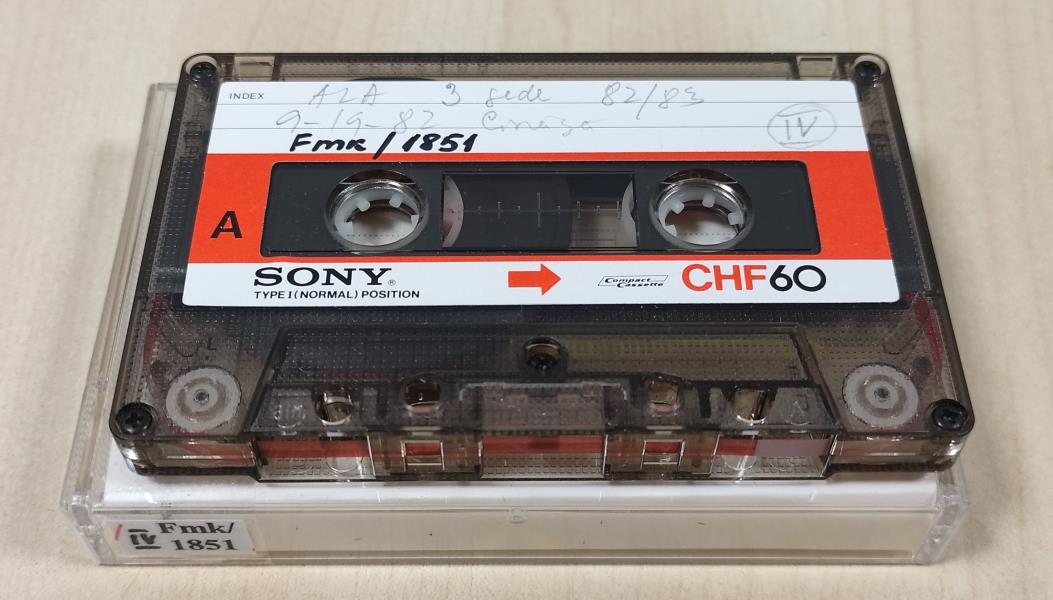 INDEX
ALA 3 sede 82/83
9-19-82
IV
Fmk/1851
A
SONY®
TYPE I (NORMAL) POSITION
Compact Cassette
CHF60
IV Fmk/
1851